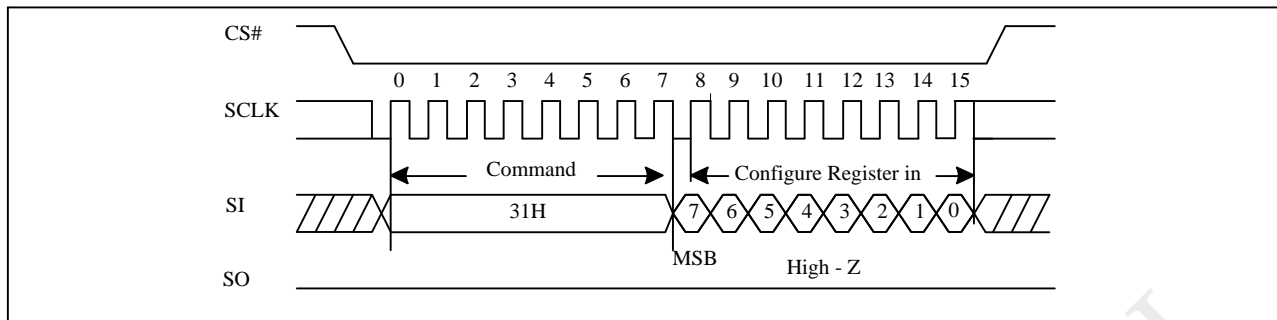 CS#
0 1 2 3 4 5 6 7 8 9 10 11 12 13 14 15
SCLK
Command Configure Register in
SI 31H 7 6 5 4 3 2 1 0
MSB High - Z
SO